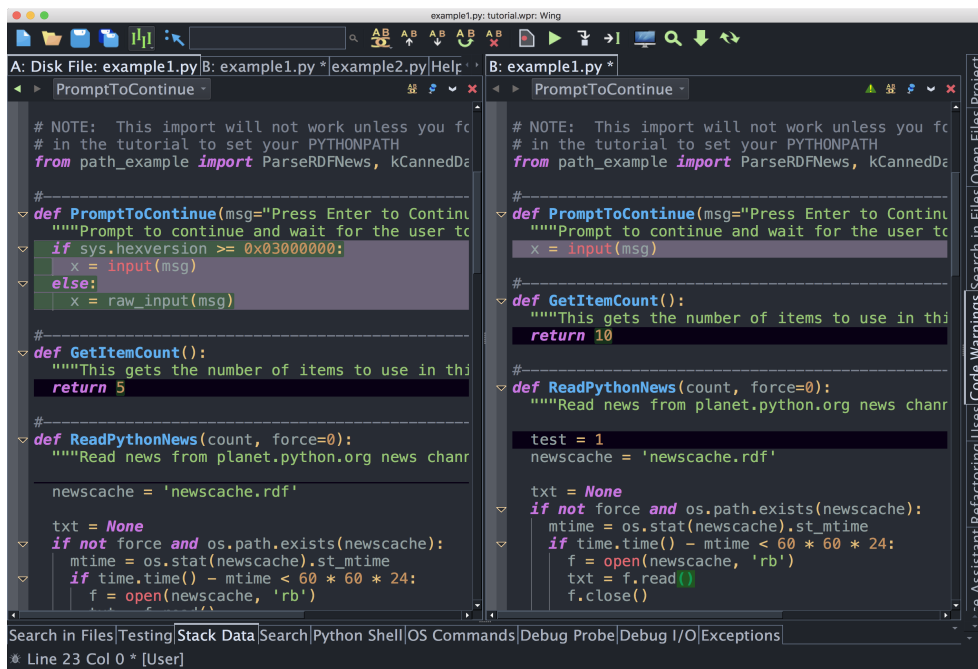 example1.py: tutorial.wpr: Wing
A: Disk File: example1.py B: example1.py * example2.py Help
B: example1.py *
PromptToContinue
# NOTE:  This import will not work unless you fo
# in the tutorial to set your PYTHONPATH
from path_example import ParseRDFNews, kCannedDa
#------------------------------------------------
def PromptToContinue(msg="Press Enter to Continu
"""Prompt to continue and wait for the user to
if sys.hexversion >= 0x03000000:
x = input(msg)
else:
x = raw_input(msg)
#------------------------------------------------
def GetItemCount():
"""This gets the number of items to use in thi
return 5
#------------------------------------------------
def ReadPythonNews(count, force=0):
"""Read news from planet.python.org news chann
newscache = 'newscache.rdf'
txt = None
if not force and os.path.exists(newscache):
mtime = os.stat(newscache).st_mtime
if time.time() - mtime < 60 * 60 * 24:
f = open(newscache, 'rb')
PromptToContinue
# NOTE:  This import will not work unless you fo
# in the tutorial to set your PYTHONPATH
from path_example import ParseRDFNews, kCannedDa
#------------------------------------------------
def PromptToContinue(msg="Press Enter to Continu
"""Prompt to continue and wait for the user to
x = input(msg)
#------------------------------------------------
def GetItemCount():
"""This gets the number of items to use in thi
return 10
#------------------------------------------------
def ReadPythonNews(count, force=0):
"""Read news from planet.python.org news chann
test = 1
newscache = 'newscache.rdf'
txt = None
if not force and os.path.exists(newscache):
mtime = os.stat(newscache).st_mtime
if time.time() - mtime < 60 * 60 * 24:
f = open(newscache, 'rb')
txt = f.read()
f.close()
Project
Open Files
Search in Files
Code Warnings
Refactoring
Assistant
Search in Files Testing Stack Data Search Python Shell OS Commands Debug Probe Debug I/O Exceptions
Line 23 Col 0 * [User]